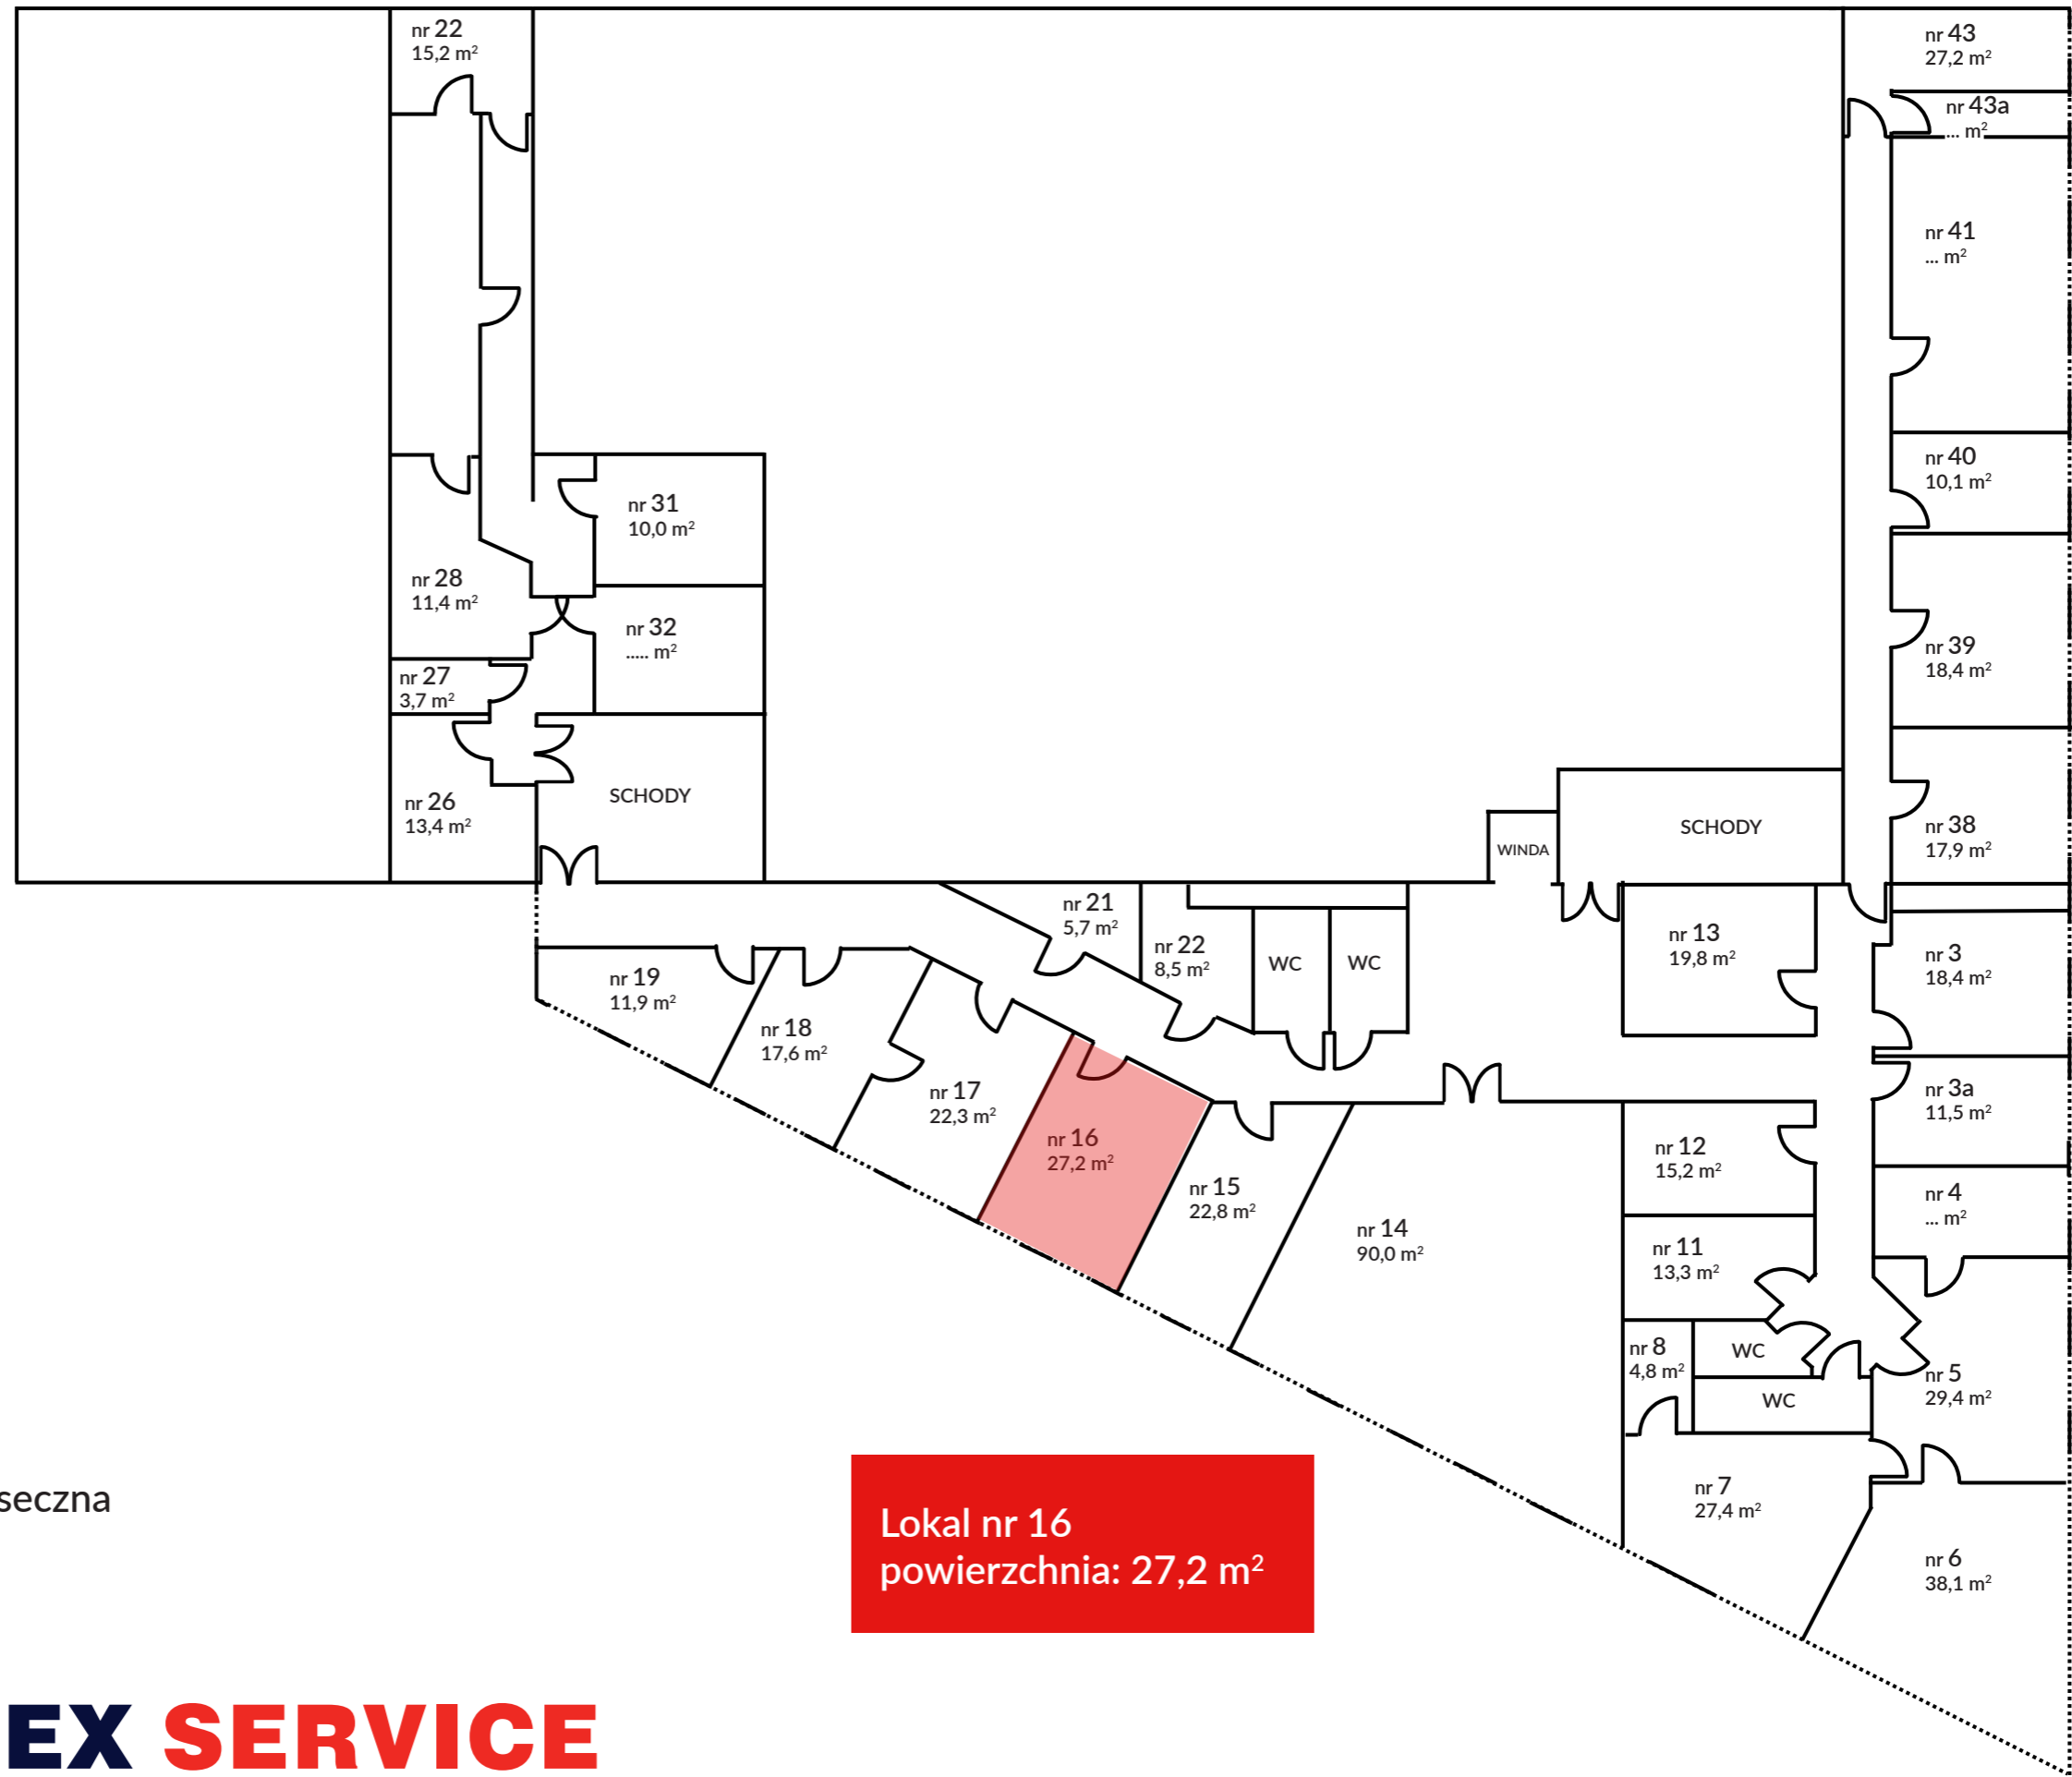 nr 22
15,2 m²
nr 43
27,2 m²
nr 43a
... m²
nr 41
... m²
nr 40
10,1 m²
nr 31
10,0 m²
nr 28
11,4 m²
nr 32
..... m²
nr 39
18,4 m²
nr 27
3,7 m²
nr 26
13,4 m²
SCHODY
WINDA
SCHODY
nr 38
17,9 m²
nr 21
5,7 m²
nr 22
8,5 m²
WC
WC
nr 13
19,8 m²
nr 3
18,4 m²
nr 19
11,9 m²
nr 18
17,6 m²
nr 17
22,3 m²
nr 16
27,2 m²
nr 15
22,8 m²
nr 14
90,0 m²
nr 12
15,2 m²
nr 3a
11,5 m²
nr 4
... m²
nr 11
13,3 m²
nr 8
4,8 m²
WC
WC
nr 5
29,4 m²
nr 7
27,4 m²
nr 6
38,1 m²
seczna
Lokal nr 16
powierzchnia: 27,2 m²
EX SERVICE